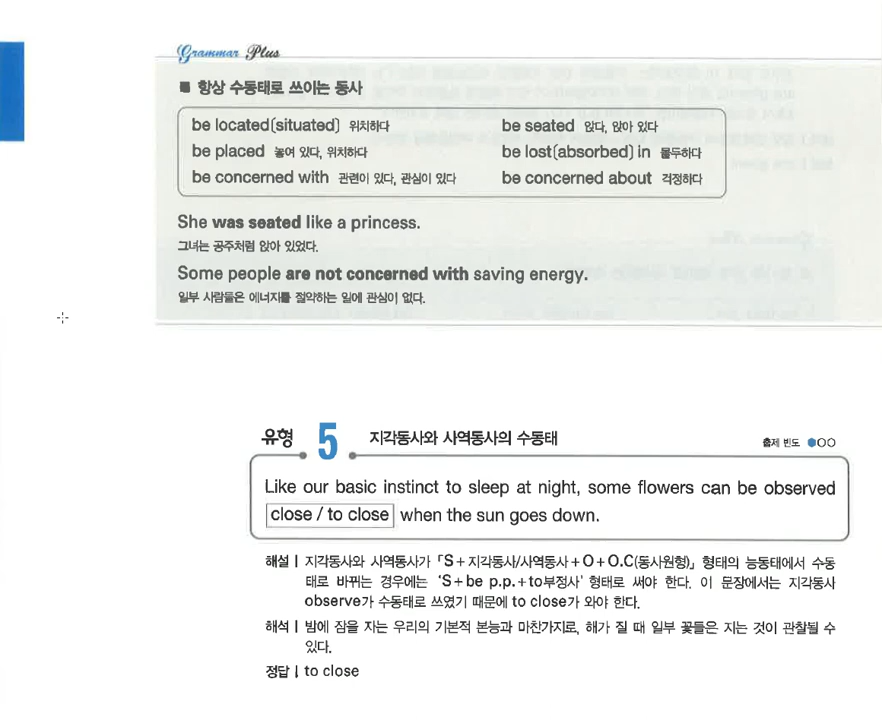 Grammar Plus
■ 항상 수동태로 쓰이는 동사
be located(situated) 위치하다 be seated 앉다, 앉아 있다
be placed 놓여 있다, 위치하다 be lost(absorbed) in 몰두하다
be concerned with 관련이 있다, 관심이 있다 be concerned about 걱정하다
She was seated like a princess.
그녀는 공주처럼 앉아 있었다.
Some people are not concerned with saving energy.
일부 사람들은 에너지를 절약하는 일에 관심이 없다.
유형 5 지각동사와 사역동사의 수동태 출제 빈도 ●○○
Like our basic instinct to sleep at night, some flowers can be observed
close / to close when the sun goes down.
해설 | 지각동사와 사역동사가 「S+지각동사/사역동사+O+O.C(동사원형)」 형태의 능동태에서 수동
태로 바뀌는 경우에는 ‘S+be p.p.+to부정사’ 형태로 써야 한다. 이 문장에서는 지각동사
observe가 수동태로 쓰였기 때문에 to close가 와야 한다.
해석 | 밤에 잠을 자는 우리의 기본적 본능과 마찬가지로, 해가 질 때 일부 꽃들은 지는 것이 관찰될 수
있다.
정답 | to close